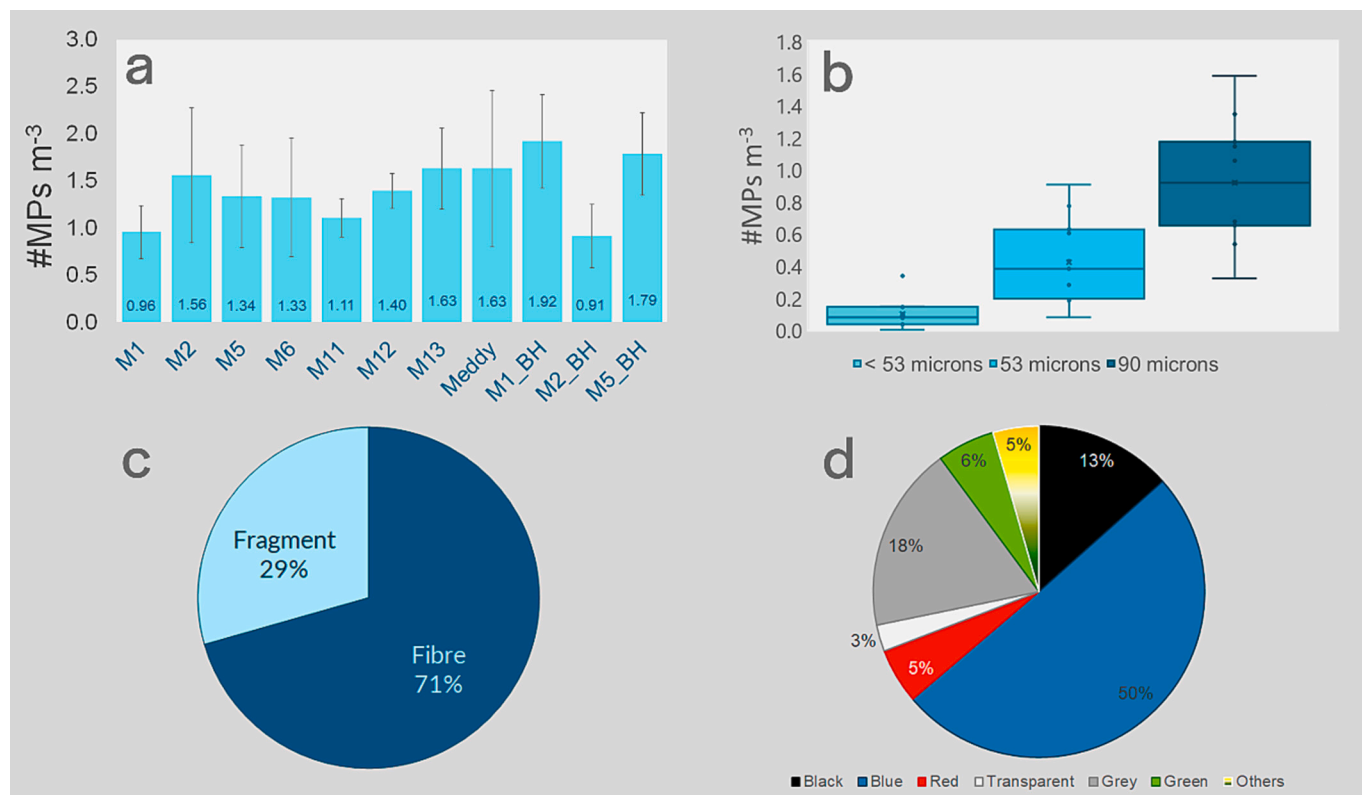 a
3.0
2.5
2.0
1.5
1.0
0.5
0.0
#MPs m-3
0.96 1.56 1.34 1.33 1.11 1.40 1.63 1.63 1.92 0.91 1.79
M1 M2 M5 M6 M11 M12 M13 Meddy M1_BH M2_BH M5_BH
b
1.8
1.6
1.4
1.2
1.0
0.8
0.6
0.4
0.2
0.0
#MPs m-3
< 53 microns 53 microns 90 microns
c
Fragment
29%
Fibre
71%
d
5%
13%
6%
18%
3%
5%
50%
Black Blue Red Transparent Grey Green Others